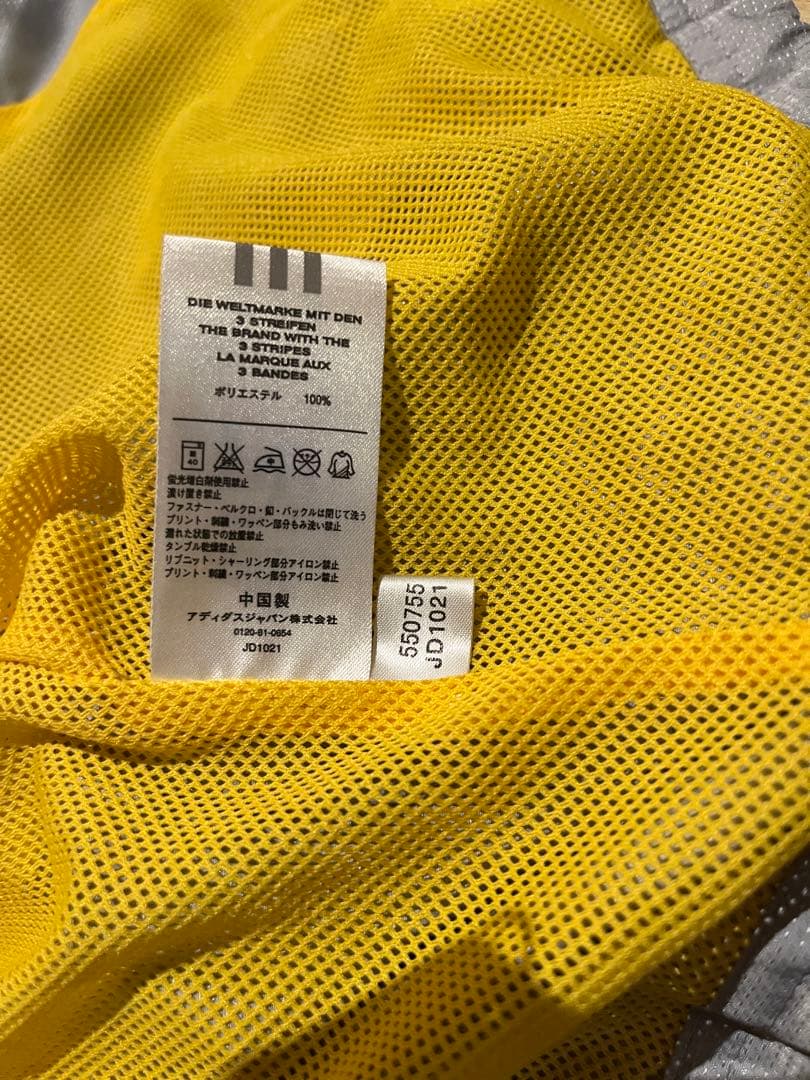 DIE WELTMARKE MIT DEN
3 STREIFEN
THE BRAND WITH THE
3 STRIPES
LA MARQUE AUX
3 BANDES
ポリエステル 100%
40
蛍光増白剤使用禁止
漬け置き禁止
ファスナー・ベルクロ・釦・バックルは閉じて洗う
プリント・刺繍・ワッペン部分もみ洗い禁止
濡れた状態での放置禁止
タンブル乾燥禁止
リブニット・シャーリング部分アイロン禁止
プリント・刺繍・ワッペン部分アイロン禁止
中国製
アディダスジャパン株式会社
0120-81-0654
JD1021
550755
JD1021